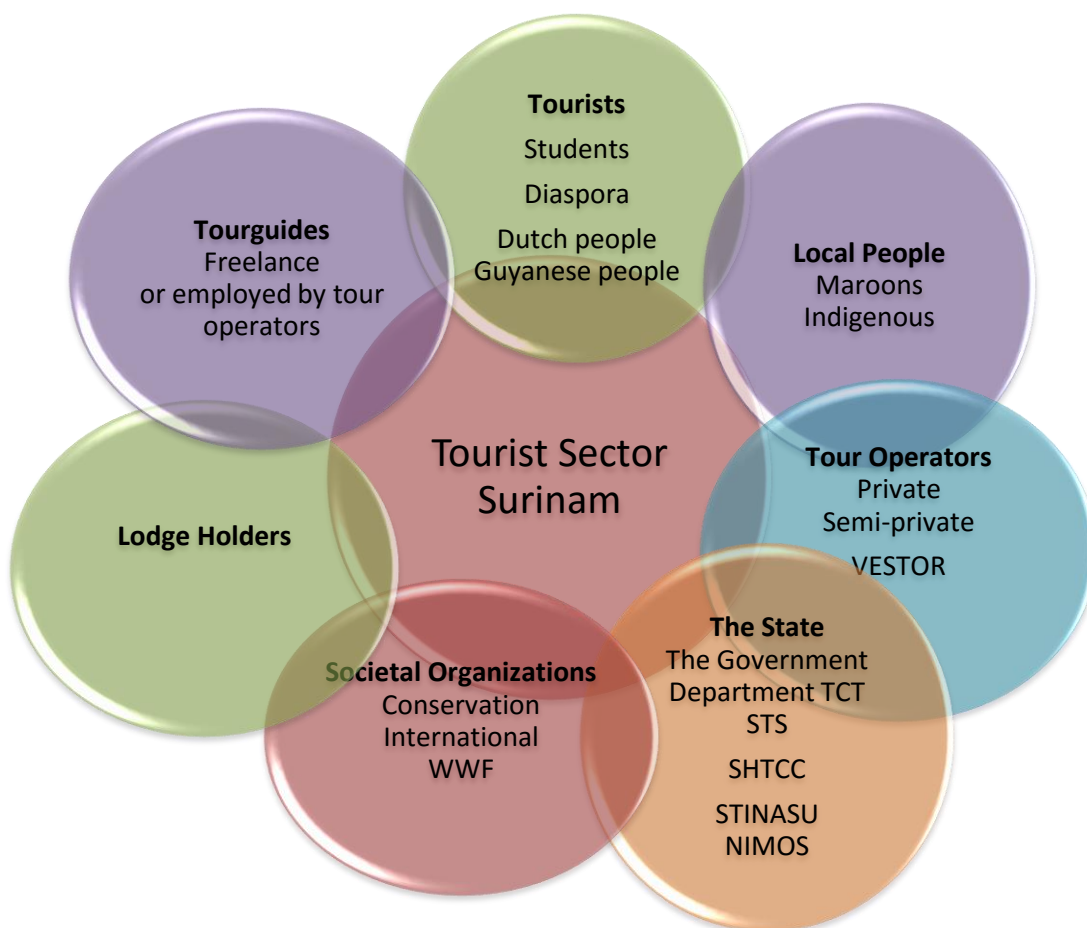 Tourists
Students
Diaspora
Dutch people
Guyanese people
Tourguides
Freelance
or employed by tour
operators
Local People
Maroons
Indigenous
Tourist Sector
Surinam
Tour Operators
Private
Semi-private
VESTOR
Lodge Holders
The State
The Government
Department TCT
STS
SHTCC
STINASU
NIMOS
Societal Organizations
Conservation
International
WWF